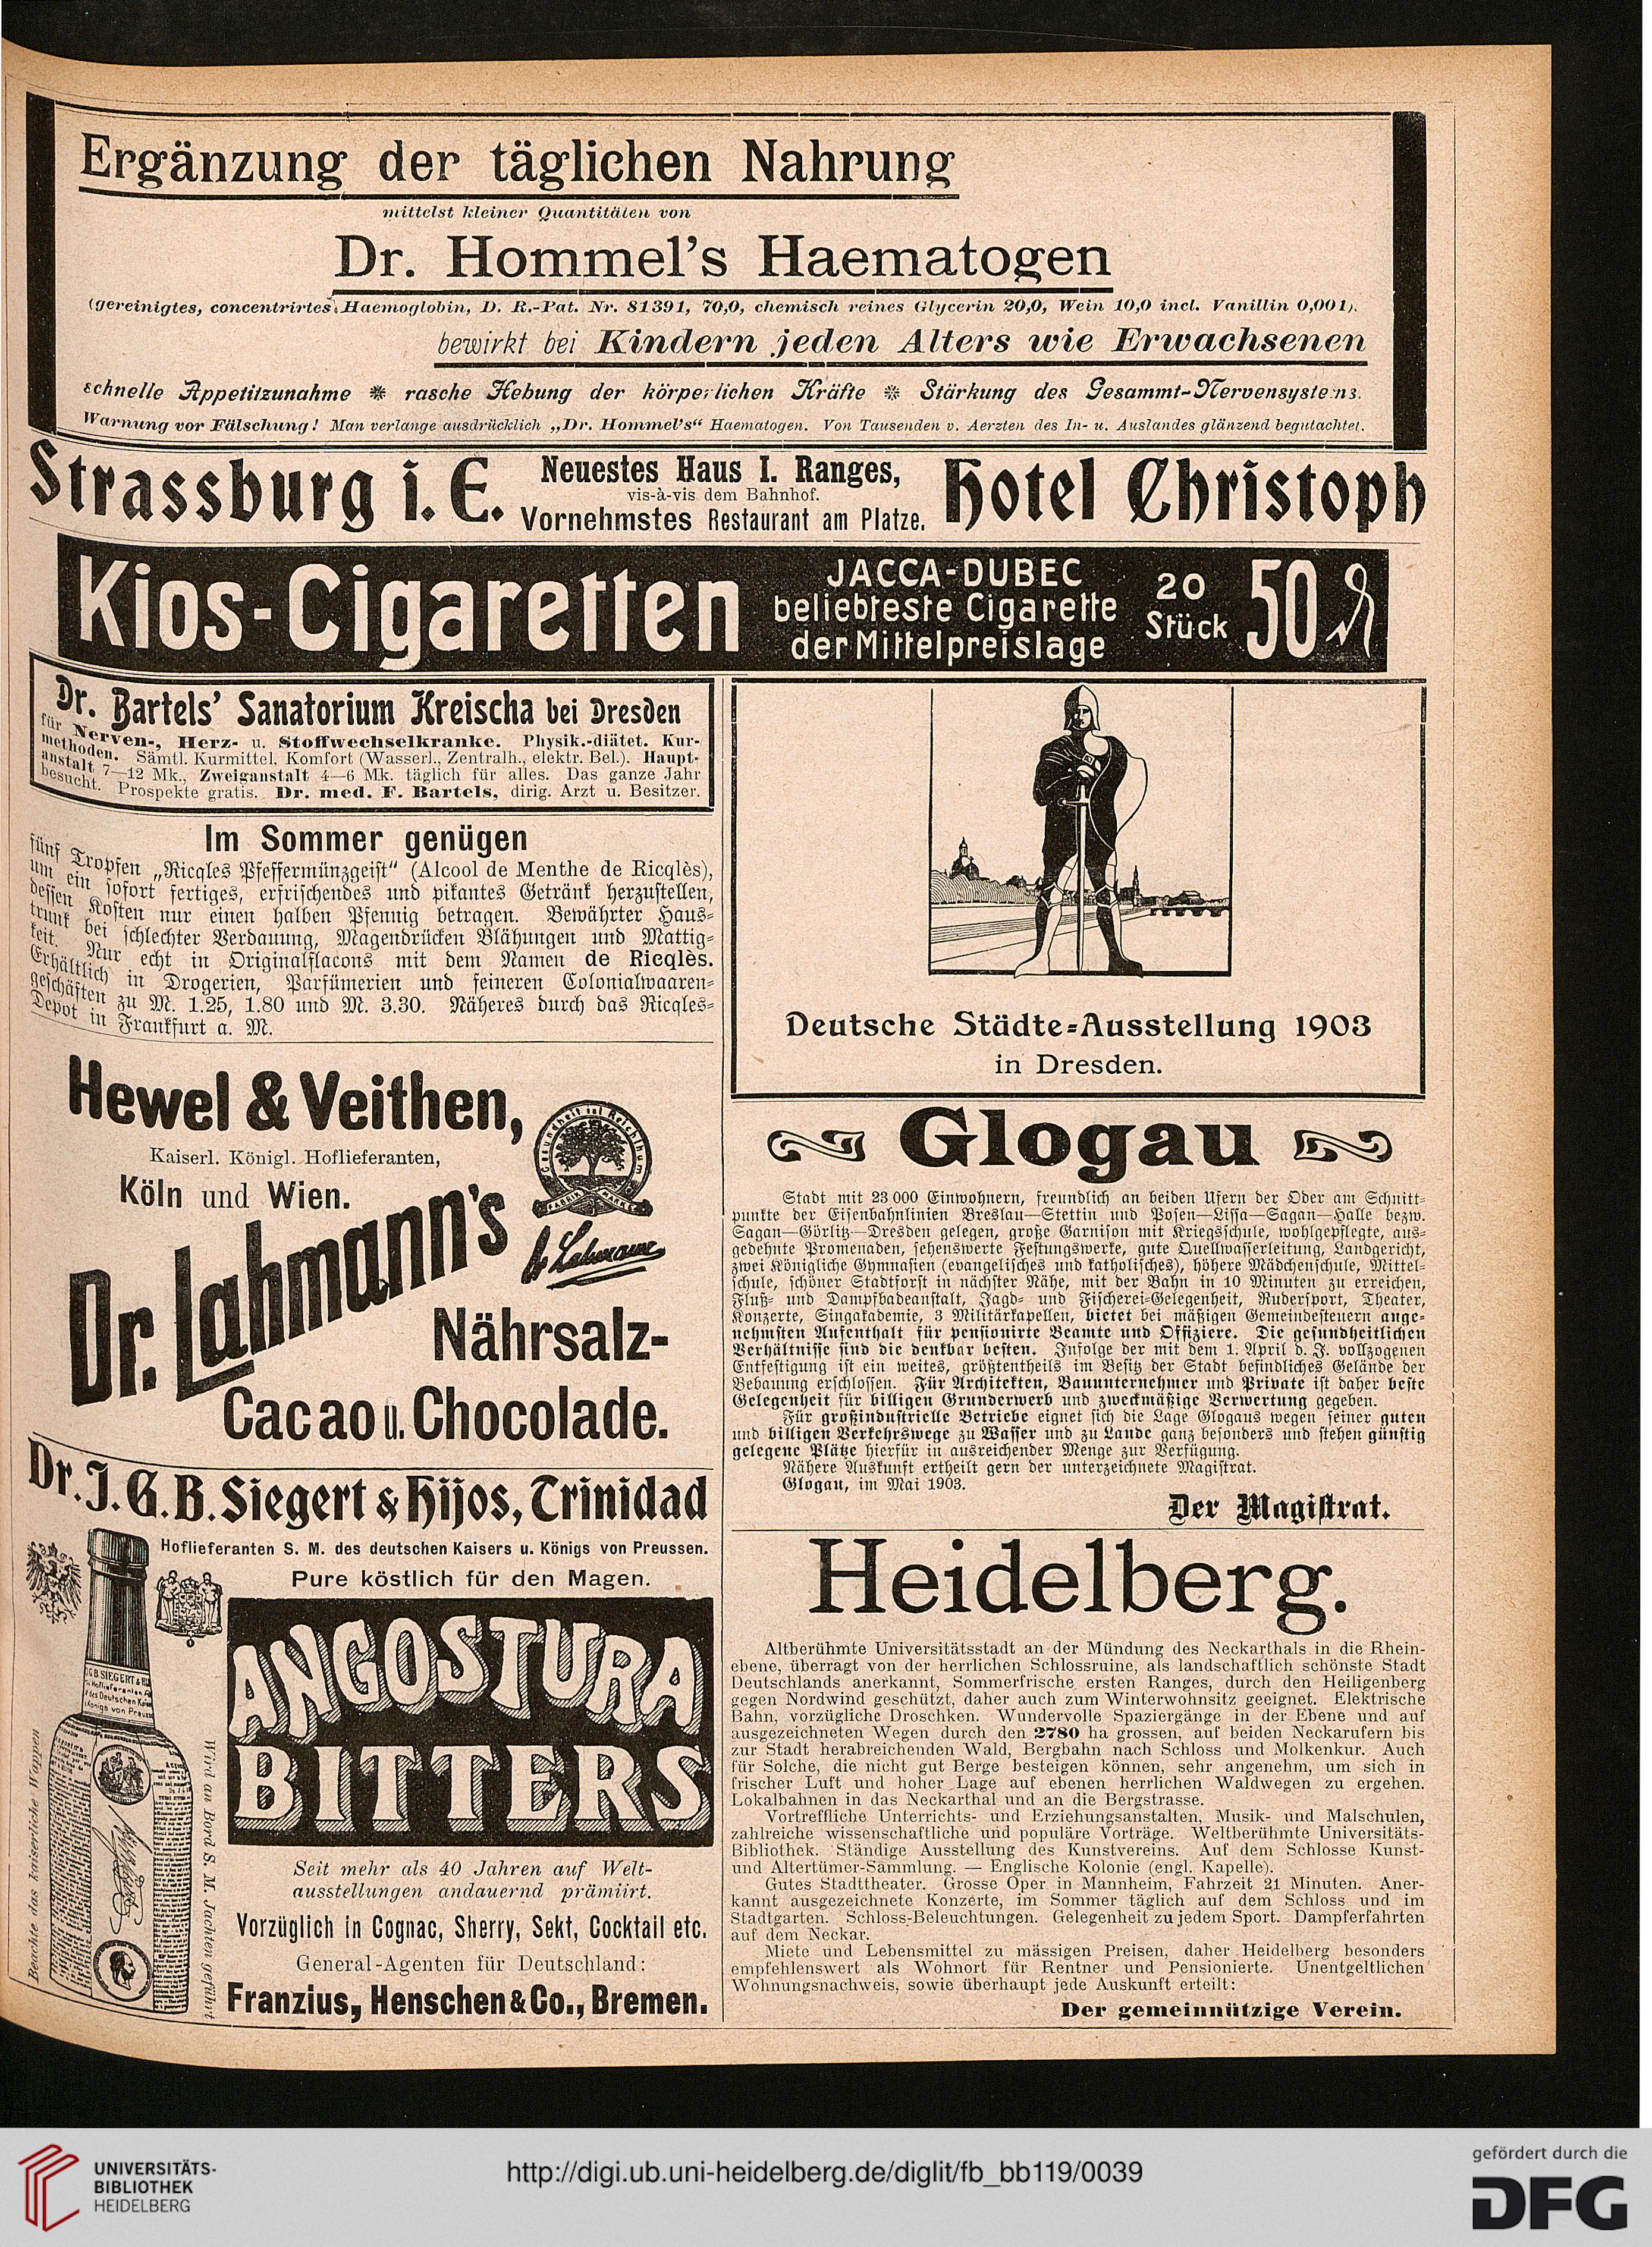 Ergänzung der täglichen Nahrung
mittelst kleiner Quantitäten von
Dr. Hommel's Haematogen
(gereinigtes, concentrirtes Haemoglobin, D. R.-Pat. Nr. 81391, 70,0, chemisch reines Glycerin 20,0, Wein 10,0 incl. Vanillin 0,001).
bewirkt bei Kindern jeden Alters wie Erwachsenen
schnelle Appetitzunahme ※ rasche Hebung der körperlichen Kräfte ※ Stärkung des Gesammt-Nervensystems.
Warnung vor Fälschung! Man verlange ausdrücklich „Dr. Hommel's“ Haematogen. Von Tausenden v. Aerzten des In- u. Auslandes glänzend begutachtet.
Strassburg i. E.
Neuestes Haus I. Ranges,
vis-à-vis dem Bahnhof.
Vornehmstes Restaurant am Platze.
Hotel Christoph
Kios-Cigaretten
JACCA-DUBEC
beliebteste Cigarette
der Mittelpreislage
20
Stück
50 ₰
Dr. Bartels' Sanatorium Kreischa bei Dresden
für Nerven-, Herz- u. Stoffwechselkranke. Physik.-diätet. Kur-
methoden. Sämtl. Kurmittel, Komfort (Wasserl., Zentralh., elektr. Bel.). Haupt-
anstalt 7—12 Mk., Zweiganstalt 4—6 Mk. täglich für alles. Das ganze Jahr
besucht. Prospekte gratis. Dr. med. F. Bartels, dirig. Arzt u. Besitzer.
Im Sommer genügen
fünf Tropfen „Ricqles Pfeffermünzgeist“ (Alcool de Menthe de Ricqlès),
um ein sofort fertiges, erfrischendes und pikantes Getränk herzustellen,
dessen Kosten nur einen halben Pfennig betragen. Bewährter Haus-
trunk bei schlechter Verdauung, Magendrücken Blähungen und Mattig-
keit. Nur echt in Originalflacons mit dem Namen de Ricqlès.
Erhältlich in Drogerien, Parfümerien und feineren Colonialwaaren-
geschäften zu M. 1.25, 1.80 und M. 3.30. Näheres durch das Ricqles-
Depot in Frankfurt a. M.
Hewel & Veithen,
Kaiserl. Königl. Hoflieferanten,
Köln und Wien.
Gesundheit ist Reichthum
FABRIK MARKE
Dr. Lahmann
Dr. Lahmann's
Nährsalz-
Cacao u. Chocolade.
Dr. J. G. B. Siegert & Hijos, Trinidad
Hoflieferanten S. M. des deutschen Kaisers u. Königs von Preussen.
Pure köstlich für den Magen.
ANGOSTURA
BITTERS
Beachte das kaiserliche Wappen
Wird an Bord S. M. Jachten geführt
Seit mehr als 40 Jahren auf Welt-
ausstellungen andauernd prämiirt.
Vorzüglich in Cognac, Sherry, Sekt, Cocktail etc.
General-Agenten für Deutschland:
Franzius, Henschen & Co., Bremen.
Deutsche Städte-Ausstellung 1903
in Dresden.
Glogau
Stadt mit 23 000 Einwohnern, freundlich an beiden Ufern der Oder am Schnitt-
punkte der Eisenbahnlinien Breslau—Stettin und Posen—Lissa—Sagan—Halle bezw.
Sagan—Görlitz—Dresden gelegen, große Garnison mit Kriegsschule, wohlgepflegte, aus-
gedehnte Promenaden, sehenswerte Festungswerke, gute Quellwasserleitung, Landgericht,
zwei Königliche Gymnasien (evangelisches und katholisches), höhere Mädchenschule, Mittel-
schule, schöner Stadtforst in nächster Nähe, mit der Bahn in 10 Minuten zu erreichen,
Fluß- und Dampfbadeanstalt, Jagd- und Fischerei-Gelegenheit, Rudersport, Theater,
Konzerte, Singakademie, 3 Militärkapellen, bietet bei mäßigen Gemeindesteuern ange-
nehmsten Aufenthalt für pensionirte Beamte und Offiziere. Die gesundheitlichen
Verhältnisse sind die denkbar besten. Infolge der mit dem 1. April d. J. vollzogenen
Entfestigung ist ein weites, größtentheils im Besitz der Stadt befindliches Gelände der
Bebauung erschlossen. Für Architekten, Bauunternehmer und Private ist daher beste
Gelegenheit für billigen Grunderwerb und zweckmäßige Verwertung gegeben.
Für großindustrielle Betriebe eignet sich die Lage Glogaus wegen seiner guten
und billigen Verkehrswege zu Wasser und zu Lande ganz besonders und stehen günstig
gelegene Plätze hierfür in ausreichender Menge zur Verfügung.
Nähere Auskunft ertheilt gern der unterzeichnete Magistrat.
Glogau, im Mai 1903.
Der Magistrat.
Heidelberg.
Altberühmte Universitätsstadt an der Mündung des Neckarthals in die Rhein-
ebene, überragt von der herrlichen Schlossruine, als landschaftlich schönste Stadt
Deutschlands anerkannt, Sommerfrische ersten Ranges, durch den Heiligenberg
gegen Nordwind geschützt, daher auch zum Winterwohnsitz geeignet. Elektrische
Bahn, vorzügliche Droschken. Wundervolle Spaziergänge in der Ebene und auf
ausgezeichneten Wegen durch den 2780 ha grossen, auf beiden Neckarufern bis
zur Stadt herabreichenden Wald, Bergbahn nach Schloss und Molkenkur. Auch
für Solche, die nicht gut Berge besteigen können, sehr angenehm, um sich in
frischer Luft und hoher Lage auf ebenen herrlichen Waldwegen zu ergehen.
Lokalbahnen in das Neckarthal und an die Bergstrasse.
Vortreffliche Unterrichts- und Erziehungsanstalten, Musik- und Malschulen,
zahlreiche wissenschaftliche und populäre Vorträge. Weltberühmte Universitäts-
Bibliothek. Ständige Ausstellung des Kunstvereins. Auf dem Schlosse Kunst-
und Altertümer-Sammlung. — Englische Kolonie (engl. Kapelle).
Gutes Stadttheater. Grosse Oper in Mannheim, Fahrzeit 21 Minuten. Aner-
kannt ausgezeichnete Konzerte, im Sommer täglich auf dem Schloss und im
Stadtgarten. Schloss-Beleuchtungen. Gelegenheit zu jedem Sport. Dampferfahrten
auf dem Neckar.
Miete und Lebensmittel zu mässigen Preisen, daher Heidelberg besonders
empfehlenswert als Wohnort für Rentner und Pensionierte. Unentgeltlichen
Wohnungsnachweis, sowie überhaupt jede Auskunft erteilt:
Der gemeinnützige Verein.
UNIVERSITÄTS-
BIBLIOTHEK
HEIDELBERG
http://digi.ub.uni-heidelberg.de/diglit/fb_bb119/0039
gefördert durch die
DFG